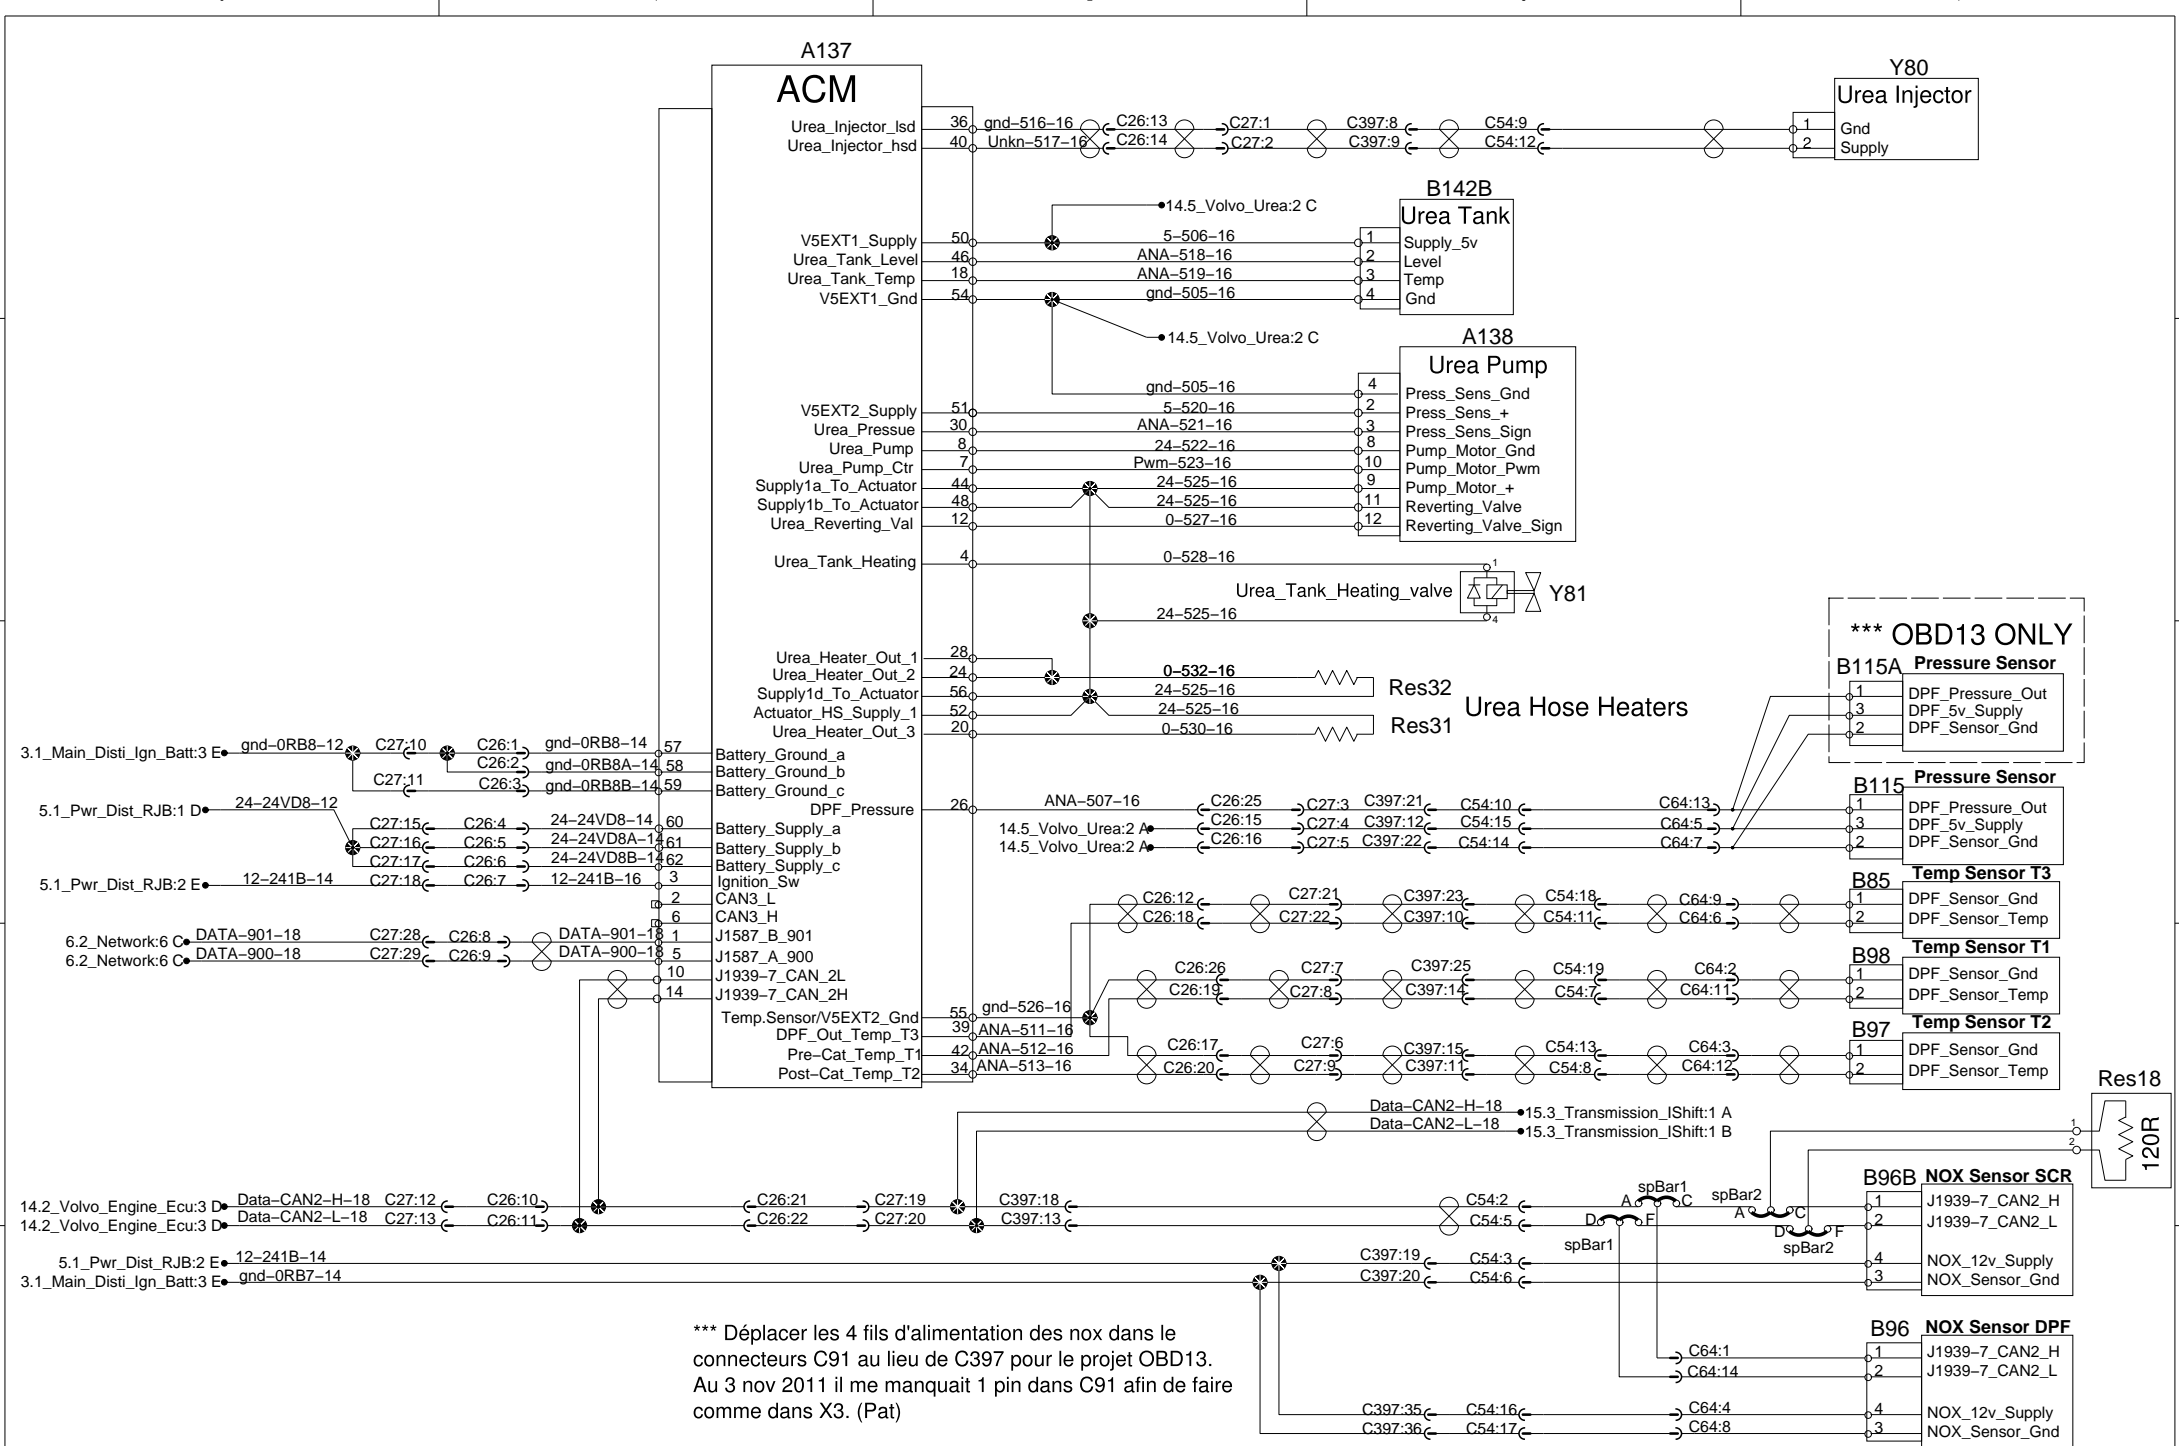 A137
ACM
Y80
Urea Injector
Urea_Injector_lsd 36 gnd-516-16 C26:13 C27:1 C397:8 C54:9 1 Gnd
Urea_Injector_hsd 40 Unkn-517-16 C26:14 C27:2 C397:9 C54:12 2 Supply
B142B
14.5_Volvo_Urea:2 C
Urea Tank
V5EXT1_Supply 50 5-506-16 1 Supply_5v
Urea_Tank_Level 46 ANA-518-16 2 Level
Urea_Tank_Temp 18 ANA-519-16 3 Temp
V5EXT1_Gnd 54 gnd-505-16 4 Gnd
14.5_Volvo_Urea:2 C
A138
Urea Pump
gnd-505-16 4 Press_Sens_Gnd
V5EXT2_Supply 51 5-520-16 2 Press_Sens_+
Urea_Pressue 30 ANA-521-16 3 Press_Sens_Sign
Urea_Pump 8 24-522-16 8 Pump_Motor_Gnd
Urea_Pump_Ctr 7 Pwm-523-16 10 Pump_Motor_Pwm
Supply1a_To_Actuator 44 24-525-16 9 Pump_Motor_+
Supply1b_To_Actuator 48 24-525-16 11 Reverting_Valve
Urea_Reverting_Val 12 0-527-16 12 Reverting_Valve_Sign
Urea_Tank_Heating 4 0-528-16 1
Urea_Tank_Heating_valve Y81
24-525-16 4
*** OBD13 ONLY
B115A Pressure Sensor
1 DPF_Pressure_Out
3 DPF_5v_Supply
2 DPF_Sensor_Gnd
Urea_Heater_Out_1 28
Urea_Heater_Out_2 24 0-532-16
Supply1d_To_Actuator 56 24-525-16 Res32
Urea Hose Heaters
Actuator_HS_Supply_1 52 24-525-16 Res31
Urea_Heater_Out_3 20 0-530-16
3.1_Main_Disti_Ign_Batt:3 E gnd-0RB8-12 C27:10 C26:1 gnd-0RB8-14 57 Battery_Ground_a
C26:2 gnd-0RB8A-14 58 Battery_Ground_b
C27:11 C26:3 gnd-0RB8B-14 59 Battery_Ground_c
B115 Pressure Sensor
5.1_Pwr_Dist_RJB:1 D 24-24VD8-12
DPF_Pressure 26 ANA-507-16 C26:25 C27:3 C397:21 C54:10 C64:13 1 DPF_Pressure_Out
C27:15 C26:4 24-24VD8-14 60 Battery_Supply_a
14.5_Volvo_Urea:2 A C26:15 C27:4 C397:12 C54:15 C64:5 3 DPF_5v_Supply
C27:16 C26:5 24-24VD8A-14 61 Battery_Supply_b
14.5_Volvo_Urea:2 A C26:16 C27:5 C397:22 C54:14 C64:7 2 DPF_Sensor_Gnd
C27:17 C26:6 24-24VD8B-14 62 Battery_Supply_c
5.1_Pwr_Dist_RJB:2 E 12-241B-14 C27:18 C26:7 12-241B-16 3 Ignition_Sw
B85 Temp Sensor T3
2 CAN3_L
C26:12 C27:21 C397:23 C54:18 C64:9 1 DPF_Sensor_Gnd
6 CAN3_H
C26:18 C27:22 C397:10 C54:11 C64:6 2 DPF_Sensor_Temp
6.2_Network:6 C DATA-901-18 C27:28 C26:8 DATA-901-18 1 J1587_B_901
6.2_Network:6 C DATA-900-18 C27:29 C26:9 DATA-900-18 5 J1587_A_900
B98 Temp Sensor T1
10 J1939-7_CAN_2L
C26:26 C27:7 C397:25 C54:19 C64:2 1 DPF_Sensor_Gnd
14 J1939-7_CAN_2H
C26:19 C27:8 C397:14 C54:7 C64:11 2 DPF_Sensor_Temp
Temp.Sensor/V5EXT2_Gnd 55 gnd-526-16
DPF_Out_Temp_T3 39 ANA-511-16
B97 Temp Sensor T2
Pre-Cat_Temp_T1 42 ANA-512-16 C26:17 C27:6 C397:15 C54:13 C64:3 1 DPF_Sensor_Gnd
Post-Cat_Temp_T2 34 ANA-513-16 C26:20 C27:9 C397:11 C54:8 C64:12 2 DPF_Sensor_Temp
Res18
Data-CAN2-H-18 15.3_Transmission_IShift:1 A
Data-CAN2-L-18 15.3_Transmission_IShift:1 B
1
2
120R
B96B NOX Sensor SCR
14.2_Volvo_Engine_Ecu:3 D Data-CAN2-H-18 C27:12 C26:10 C26:21 C27:19 C397:18 C54:2 A spBar1 C spBar2 A C 1 J1939-7_CAN2_H
14.2_Volvo_Engine_Ecu:3 D Data-CAN2-L-18 C27:13 C26:11 C26:22 C27:20 C397:13 C54:5 D F spBar1 D F spBar2 2 J1939-7_CAN2_L
5.1_Pwr_Dist_RJB:2 E 12-241B-14 C397:19 C54:3 4 NOX_12v_Supply
3.1_Main_Disti_Ign_Batt:3 E gnd-0RB7-14 C397:20 C54:6 3 NOX_Sensor_Gnd
*** Déplacer les 4 fils d'alimentation des nox dans le
connecteurs C91 au lieu de C397 pour le projet OBD13.
Au 3 nov 2011 il me manquait 1 pin dans C91 afin de faire
comme dans X3. (Pat)
B96 NOX Sensor DPF
C64:1 1 J1939-7_CAN2_H
C64:14 2 J1939-7_CAN2_L
C397:35 C54:16 C64:4 4 NOX_12v_Supply
C397:36 C54:17 C64:8 3 NOX_Sensor_Gnd